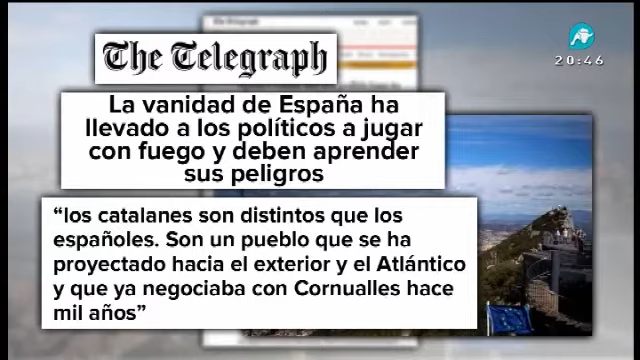 The Telegraph
20:46
La vanidad de España ha
llevado a los políticos a jugar
con fuego y deben aprender
sus peligros
“los catalanes son distintos que los
españoles. Son un pueblo que se ha
proyectado hacia el exterior y el Atlántico
y que ya negociaba con Cornualles hace
mil años”